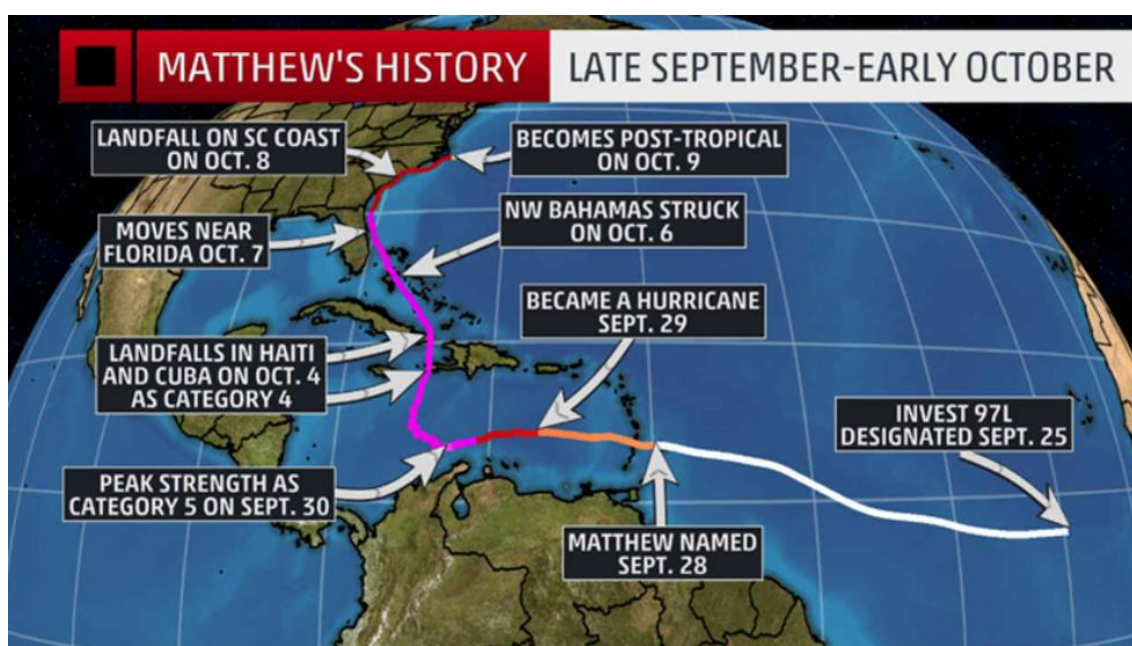 MATTHEW'S HISTORY
LATE SEPTEMBER-EARLY OCTOBER
LANDFALL ON SC COAST
ON OCT. 8
BECOMES POST-TROPICAL
ON OCT. 9
MOVES NEAR
FLORIDA OCT. 7
NW BAHAMAS STRUCK
ON OCT. 6
BECAME A HURRICANE
SEPT. 29
LANDFALLS IN HAITI
AND CUBA ON OCT. 4
AS CATEGORY 4
INVEST 97L
DESIGNATED SEPT. 25
PEAK STRENGTH AS
CATEGORY 5 ON SEPT. 30
MATTHEW NAMED
SEPT. 28